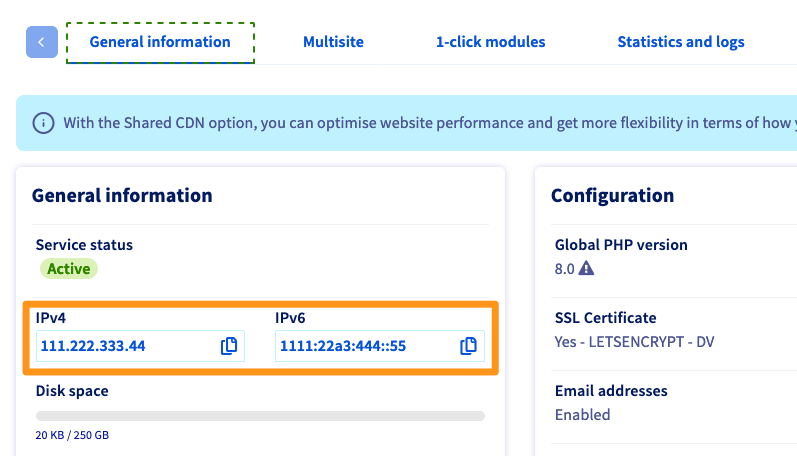 General information
Multisite
1-click modules
Statistics and logs
With the Shared CDN option, you can optimise website performance and get more flexibility in terms of how
General information
Service status
Active
IPv4
IPv6
111.222.333.44
1111:22a3:444::55
Disk space
20 KB / 250 GB
Configuration
Global PHP version
8.0
SSL Certificate
Yes - LETSENCRYPT - DV
Email addresses
Enabled